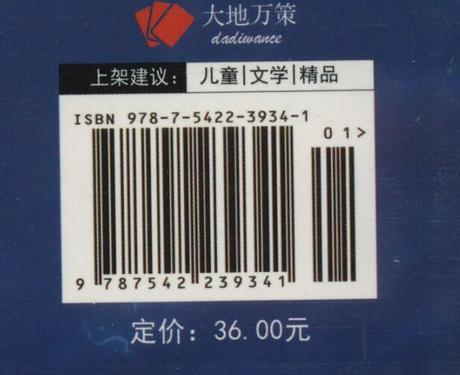 大地万策
dadiwance
上架建议： 儿童|文学|精品
ISBN 978-7-5422-3934-1
01>
9 787542 239341
定价：36.00元